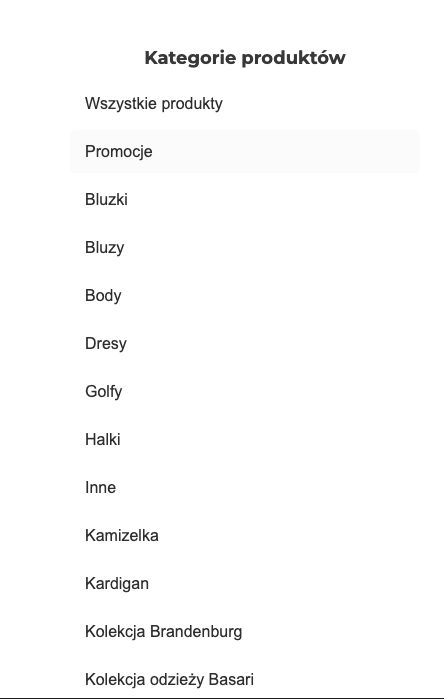 Kategorie produktów
Wszystkie produkty
Promocje
Bluzki
Bluzy
Body
Dresy
Golfy
Halki
Inne
Kamizelka
Kardigan
Kolekcja Brandenburg
Kolekcja odzieży Basari